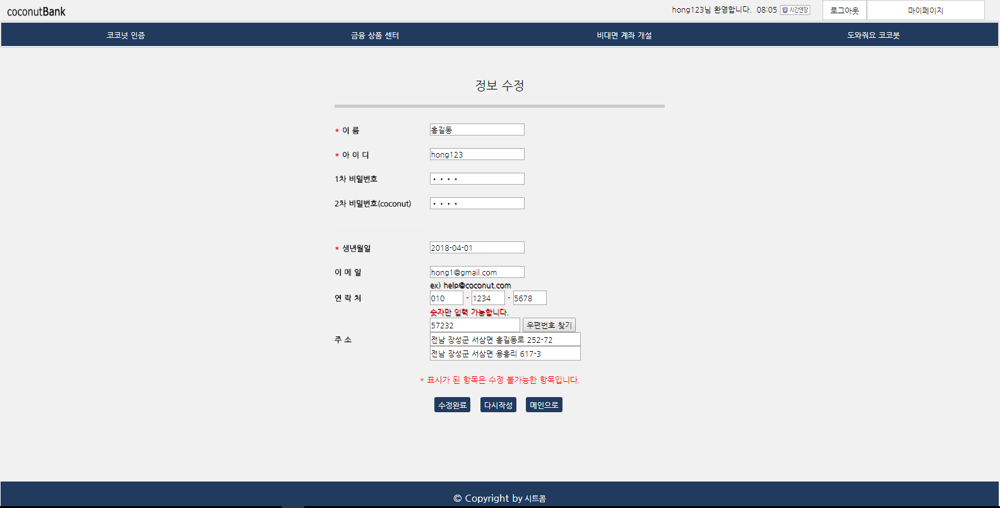 coconutBank
hong123님 환영합니다. 08:05 시간연장 로그아웃 마이페이지
코코넛 인증 금융 상품 센터 비대면 계좌 개설 도와줘요 코코봇
정보 수정
* 이 름 홍길동
* 아 이 디 hong123
1차 비밀번호 ••••
2차 비밀번호(coconut) ••••
* 생년월일 2018-04-01
이 메 일 hong1@gmail.com
ex) help@coconut.com
연 락 처 010 - 1234 - 5678
숫자만 입력 가능합니다.
57232 우편번호 찾기
주 소 전남 장성군 서삼면 홍길동로 252-72
전남 장성군 서삼면 용흥리 617-3
* 표시가 된 항목은 수정 불가능한 항목입니다.
수정완료 다시작성 메인으로
© Copyright by 시트콤